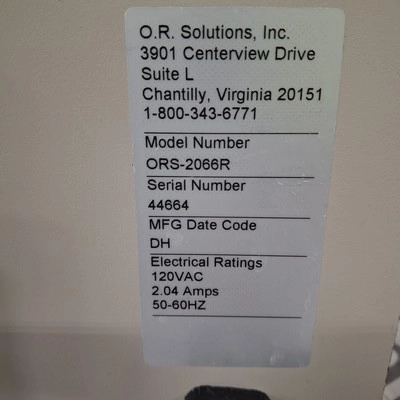 O.R. Solutions, Inc.
3901 Centerview Drive
Suite L
Chantilly, Virginia 20151
1-800-343-6771
Model Number
ORS-2066R
Serial Number
44664
MFG Date Code
DH
Electrical Ratings
120VAC
2.04 Amps
50-60HZ